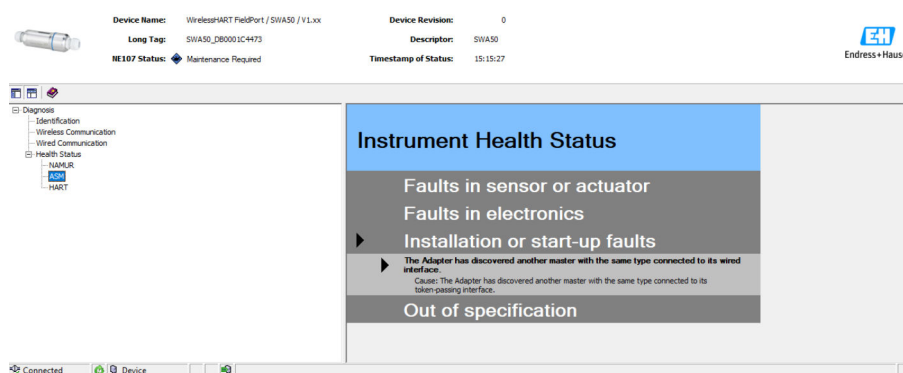 Device Name: WirelessHART FieldPort / SWA50 / V1.xx Device Revision: 0
Long Tag: SWA50_DB0001C4473 Descriptor: SWA50
NE107 Status: Maintenance Required Timestamp of Status: 15:15:27
EH
Endress+Hause
Diagnosis
Identification
Wireless Communication
Wired Communication
Health Status
NAMUR
ASM
HART
Instrument Health Status
Faults in sensor or actuator
Faults in electronics
Installation or start-up faults
The Adapter has discovered another master with the same type connected to its wired
interface.
Cause: The Adapter has discovered another master with the same type connected to its
token-passing interface.
Out of specification
Connected Device